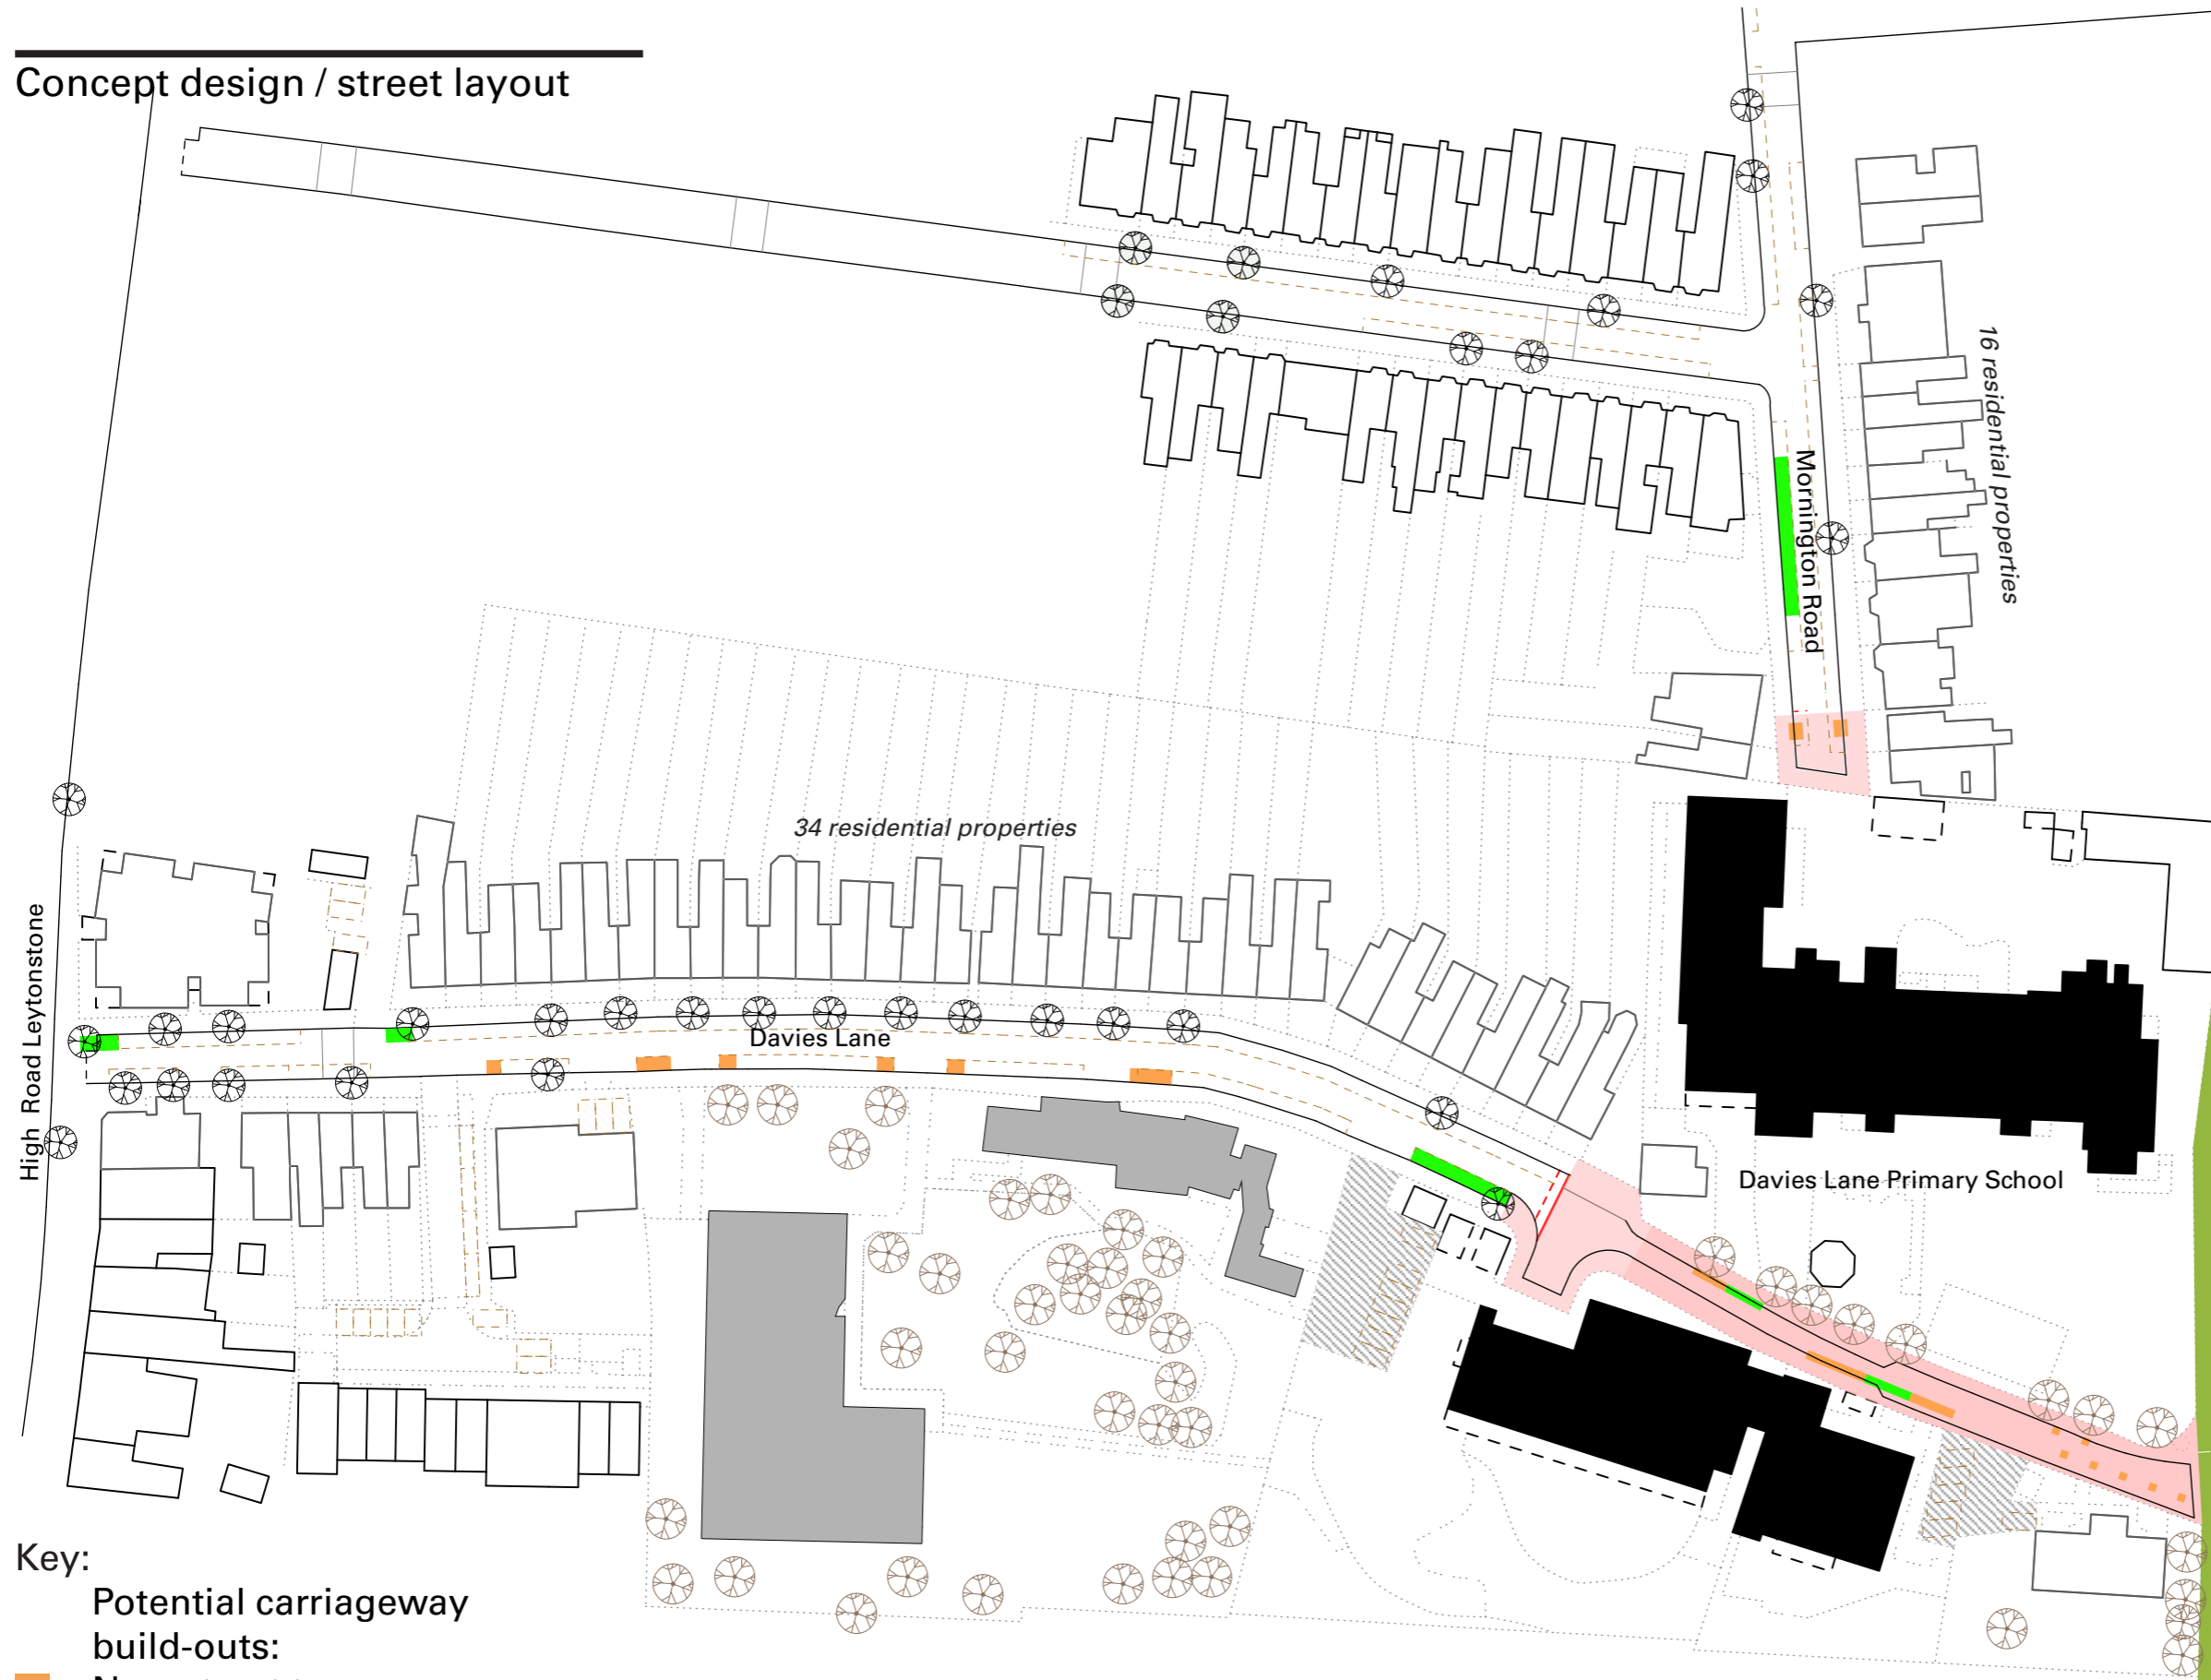 Concept design / street layout
16 residential properties
Mornington Road
34 residential properties
High Road Leytonstone
Davies Lane
Davies Lane Primary School
Key:
Potential carriageway
build-outs: